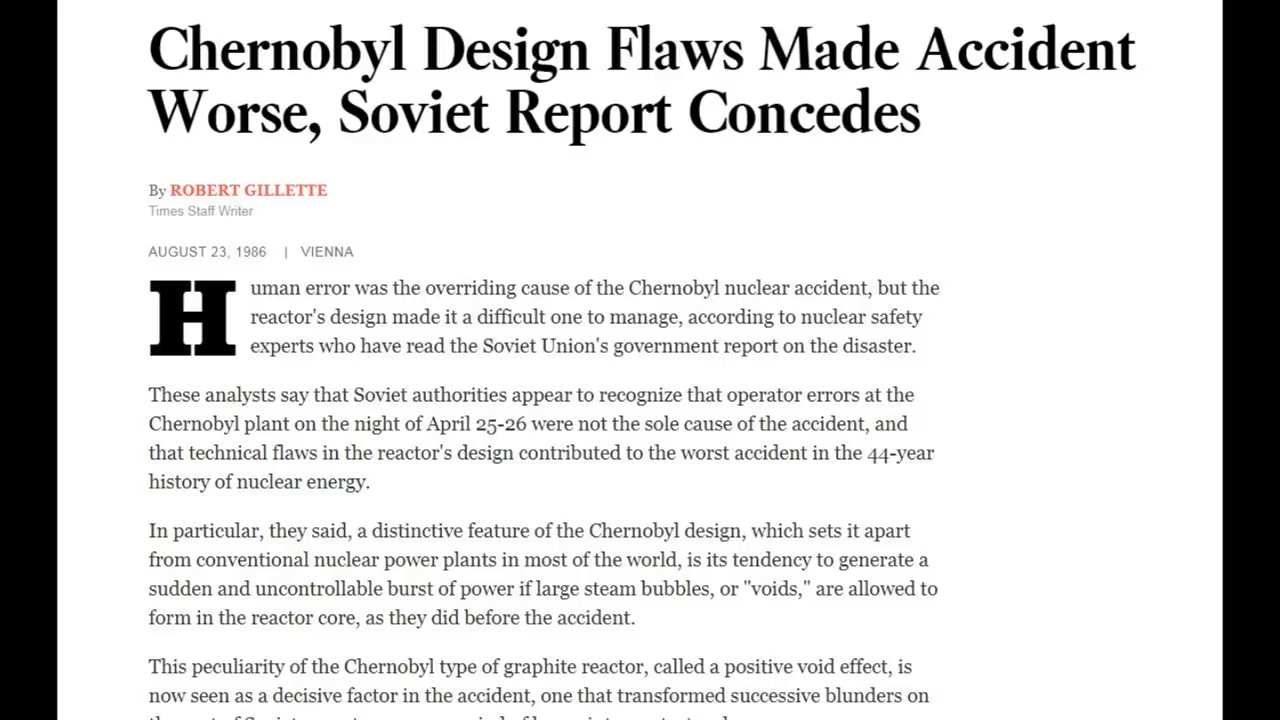 Chernobyl Design Flaws Made Accident
Worse, Soviet Report Concedes
By ROBERT GILLETTE
Times Staff Writer
AUGUST 23, 1986 | VIENNA
Human error was the overriding cause of the Chernobyl nuclear accident, but the
reactor's design made it a difficult one to manage, according to nuclear safety
experts who have read the Soviet Union's government report on the disaster.
These analysts say that Soviet authorities appear to recognize that operator errors at the
Chernobyl plant on the night of April 25-26 were not the sole cause of the accident, and
that technical flaws in the reactor's design contributed to the worst accident in the 44-year
history of nuclear energy.
In particular, they said, a distinctive feature of the Chernobyl design, which sets it apart
from conventional nuclear power plants in most of the world, is its tendency to generate a
sudden and uncontrollable burst of power if large steam bubbles, or "voids," are allowed to
form in the reactor core, as they did before the accident.
This peculiarity of the Chernobyl type of graphite reactor, called a positive void effect, is
now seen as a decisive factor in the accident, one that transformed successive blunders on